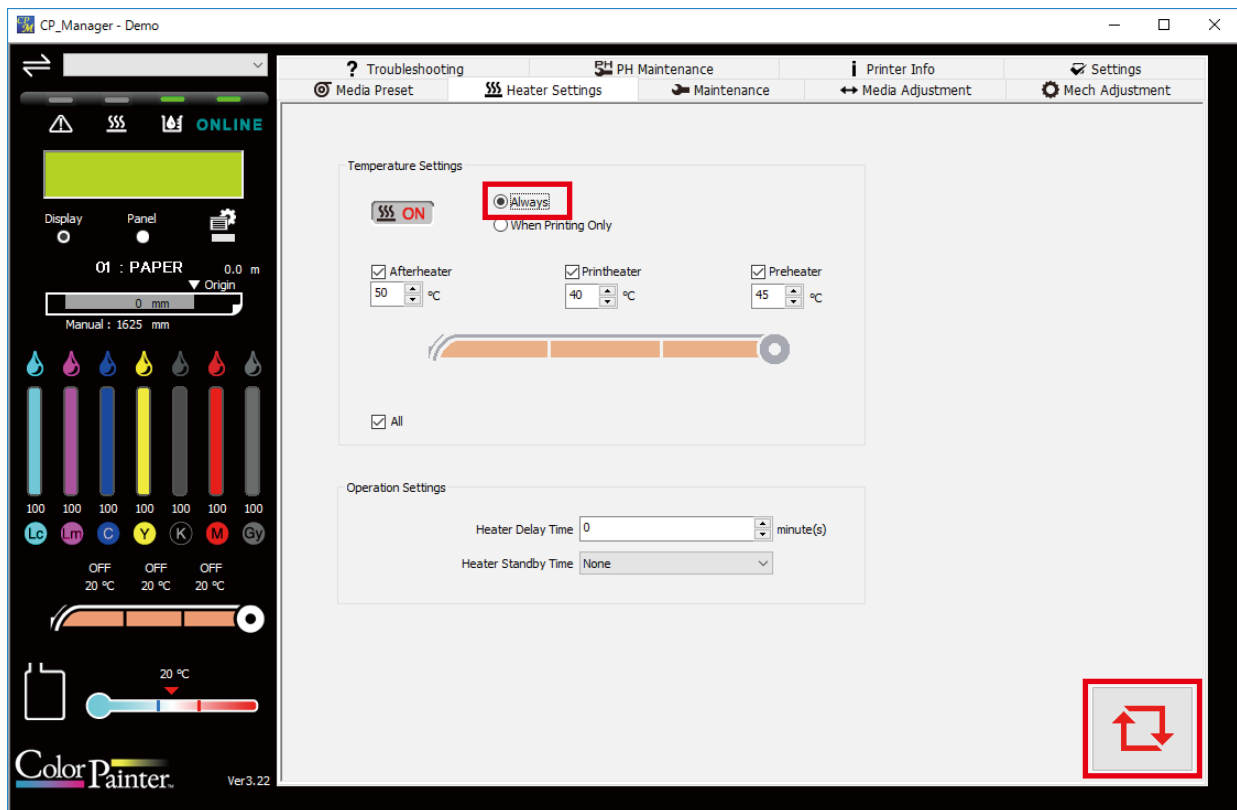 CP_Manager - Demo
? Troubleshooting
PH PH Maintenance
i Printer Info
Settings
Media Preset
Heater Settings
Maintenance
Media Adjustment
Mech Adjustment
ONLINE
Display
Panel
01 : PAPER
0.0 m
Origin
0 mm
Manual : 1625 mm
100 100 100 100 100 100 100
Lc Lm C Y K M Gy
OFF OFF OFF
20 ℃ 20 ℃ 20 ℃
20 ℃
Color Painter™
Ver3.22
Temperature Settings
ON
Always
When Printing Only
Afterheater
50 ℃
Printheater
40 ℃
Preheater
45 ℃
All
Operation Settings
Heater Delay Time 0 minute(s)
Heater Standby Time None